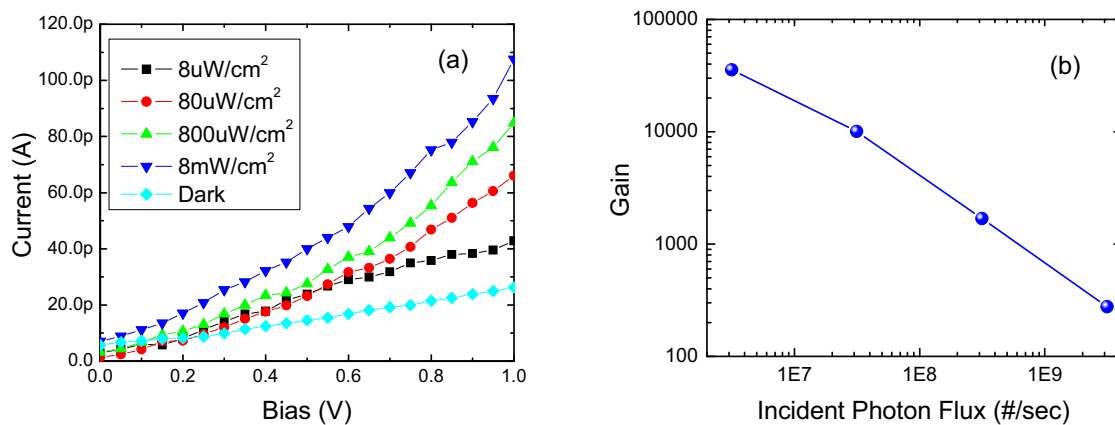 (a)
120.0p
100.0p
80.0p
60.0p
40.0p
20.0p
0.0
Current (A)
8uW/cm²
80uW/cm²
800uW/cm²
8mW/cm²
Dark
0.0 0.2 0.4 0.6 0.8 1.0
Bias (V)
(b)
100000
10000
1000
100
Gain
1E7 1E8 1E9
Incident Photon Flux (#/sec)